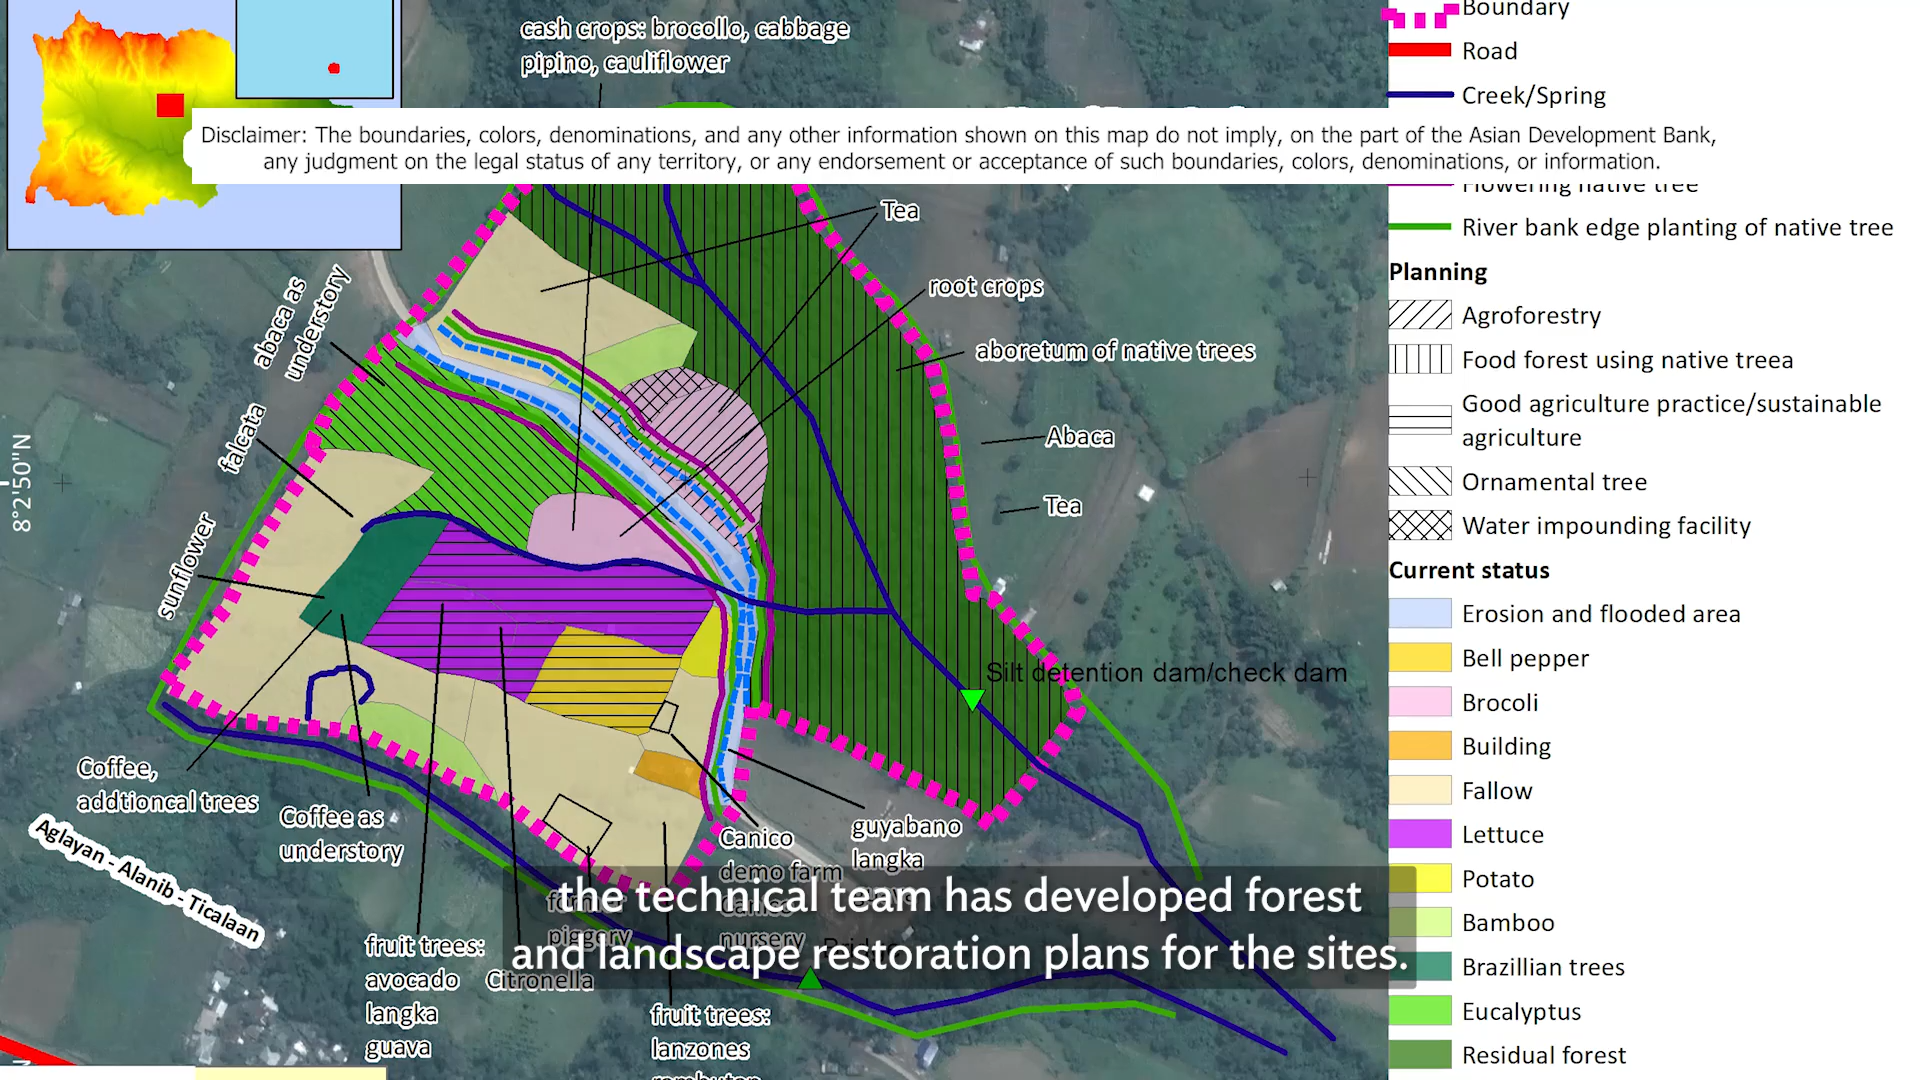 cash crops: brocollo, cabbage
pipino, cauliflower
Disclaimer: The boundaries, colors, denominations, and any other information shown on this map do not imply, on the part of the Asian Development Bank,
any judgment on the legal status of any territory, or any endorsement or acceptance of such boundaries, colors, denominations, or information.
Tea
root crops
aboretum of native trees
Abaca
Tea
abaca as
understory
falcata
sunflower
8°2'50"N
Silt detention dam/check dam
Coffee,
addtioncal trees
Coffee as
understory
Aglayan - Alanib - Ticalaan
Canico
demo farm
Canico
nursery
guyabano
langka
former
piggery
fruit trees:
avocado
langka
guava
Citronella
fruit trees:
lanzones
the technical team has developed forest
and landscape restoration plans for the sites.
Boundary
Road
Creek/Spring
Flowering native tree
River bank edge planting of native tree
Planning
Agroforestry
Food forest using native treea
Good agriculture practice/sustainable
agriculture
Ornamental tree
Water impounding facility
Current status
Erosion and flooded area
Bell pepper
Brocoli
Building
Fallow
Lettuce
Potato
Bamboo
Brazillian trees
Eucalyptus
Residual forest